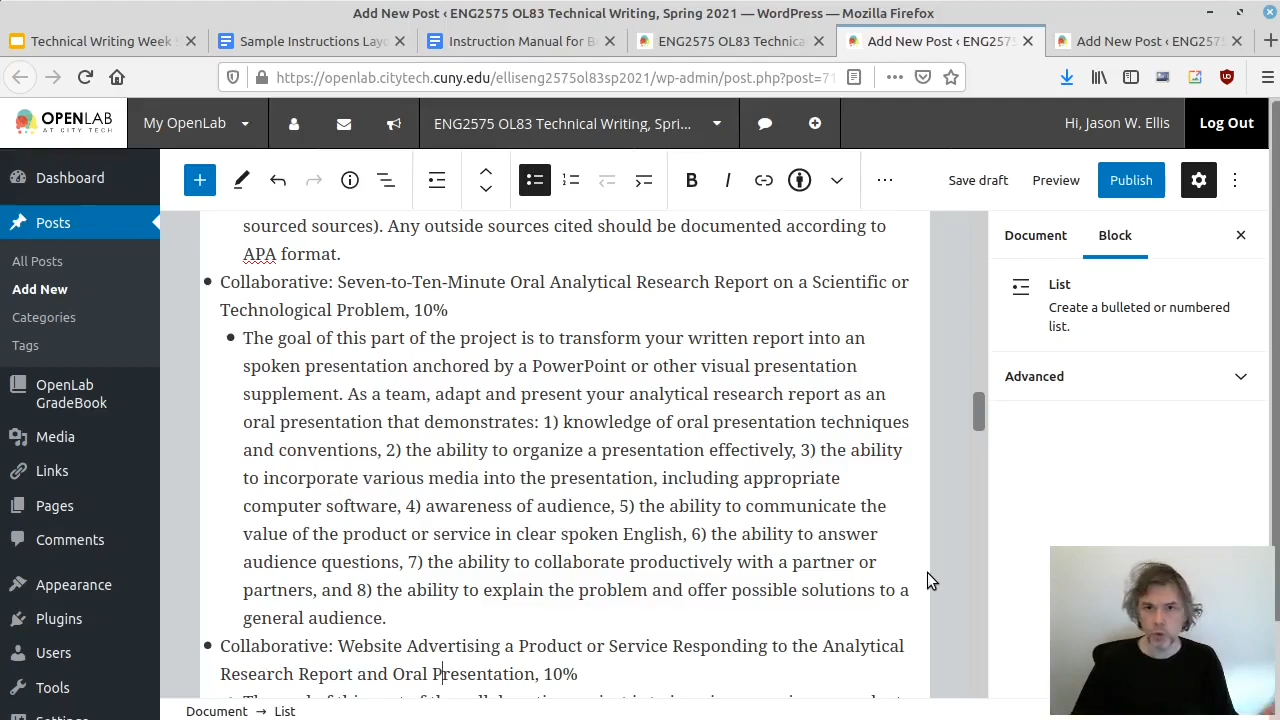 Add New Post ‹ ENG2575 OL83 Technical Writing, Spring 2021 — WordPress — Mozilla Firefox
Technical Writing Week
Sample Instructions Layo
Instruction Manual for B
ENG2575 OL83 Technica
Add New Post ‹ ENG257
Add New Post ‹ ENG257
https://openlab.citytech.cuny.edu/elliseng2575ol83sp2021/wp-admin/post.php?post=71
OPENLAB
AT CITY TECH
My OpenLab
ENG2575 OL83 Technical Writing, Spri...
Hi, Jason W. Ellis
Log Out
Dashboard
Posts
All Posts
Add New
Categories
Tags
OpenLab
GradeBook
Media
Links
Pages
Comments
Appearance
Plugins
Users
Tools
Settings
Save draft
Preview
Publish
sourced sources). Any outside sources cited should be documented according to
APA format.
Collaborative: Seven-to-Ten-Minute Oral Analytical Research Report on a Scientific or
Technological Problem, 10%
The goal of this part of the project is to transform your written report into an
spoken presentation anchored by a PowerPoint or other visual presentation
supplement. As a team, adapt and present your analytical research report as an
oral presentation that demonstrates: 1) knowledge of oral presentation techniques
and conventions, 2) the ability to organize a presentation effectively, 3) the ability
to incorporate various media into the presentation, including appropriate
computer software, 4) awareness of audience, 5) the ability to communicate the
value of the product or service in clear spoken English, 6) the ability to answer
audience questions, 7) the ability to collaborate productively with a partner or
partners, and 8) the ability to explain the problem and offer possible solutions to a
general audience.
Collaborative: Website Advertising a Product or Service Responding to the Analytical
Research Report and Oral Presentation, 10%
Document → List
Document
Block
List
Create a bulleted or numbered
list.
Advanced